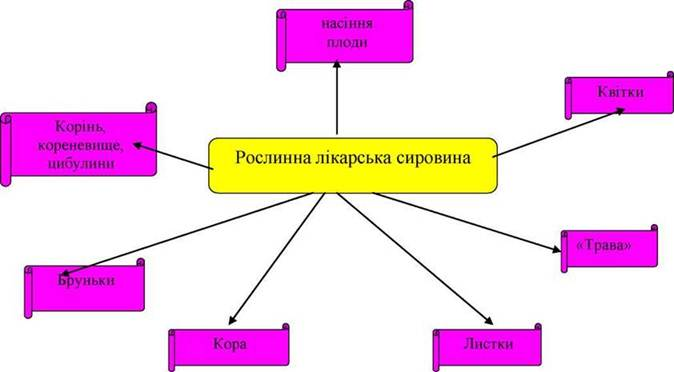 насіння
плоди
Квітки
Корінь,
кореневище,
цибулини
Рослинна лікарська сировина
«Трава»
Бруньки
Кора
Листки